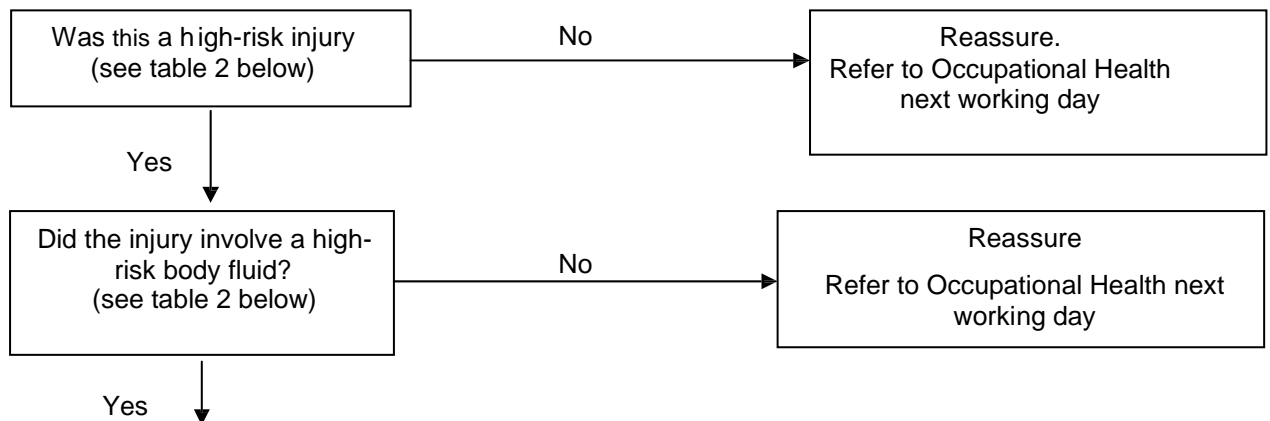 Was this a high-risk injury
(see table 2 below)
No
Reassure.
Refer to Occupational Health
next working day
Yes
Did the injury involve a high-
risk body fluid?
(see table 2 below)
No
Reassure
Refer to Occupational Health next
working day
Yes